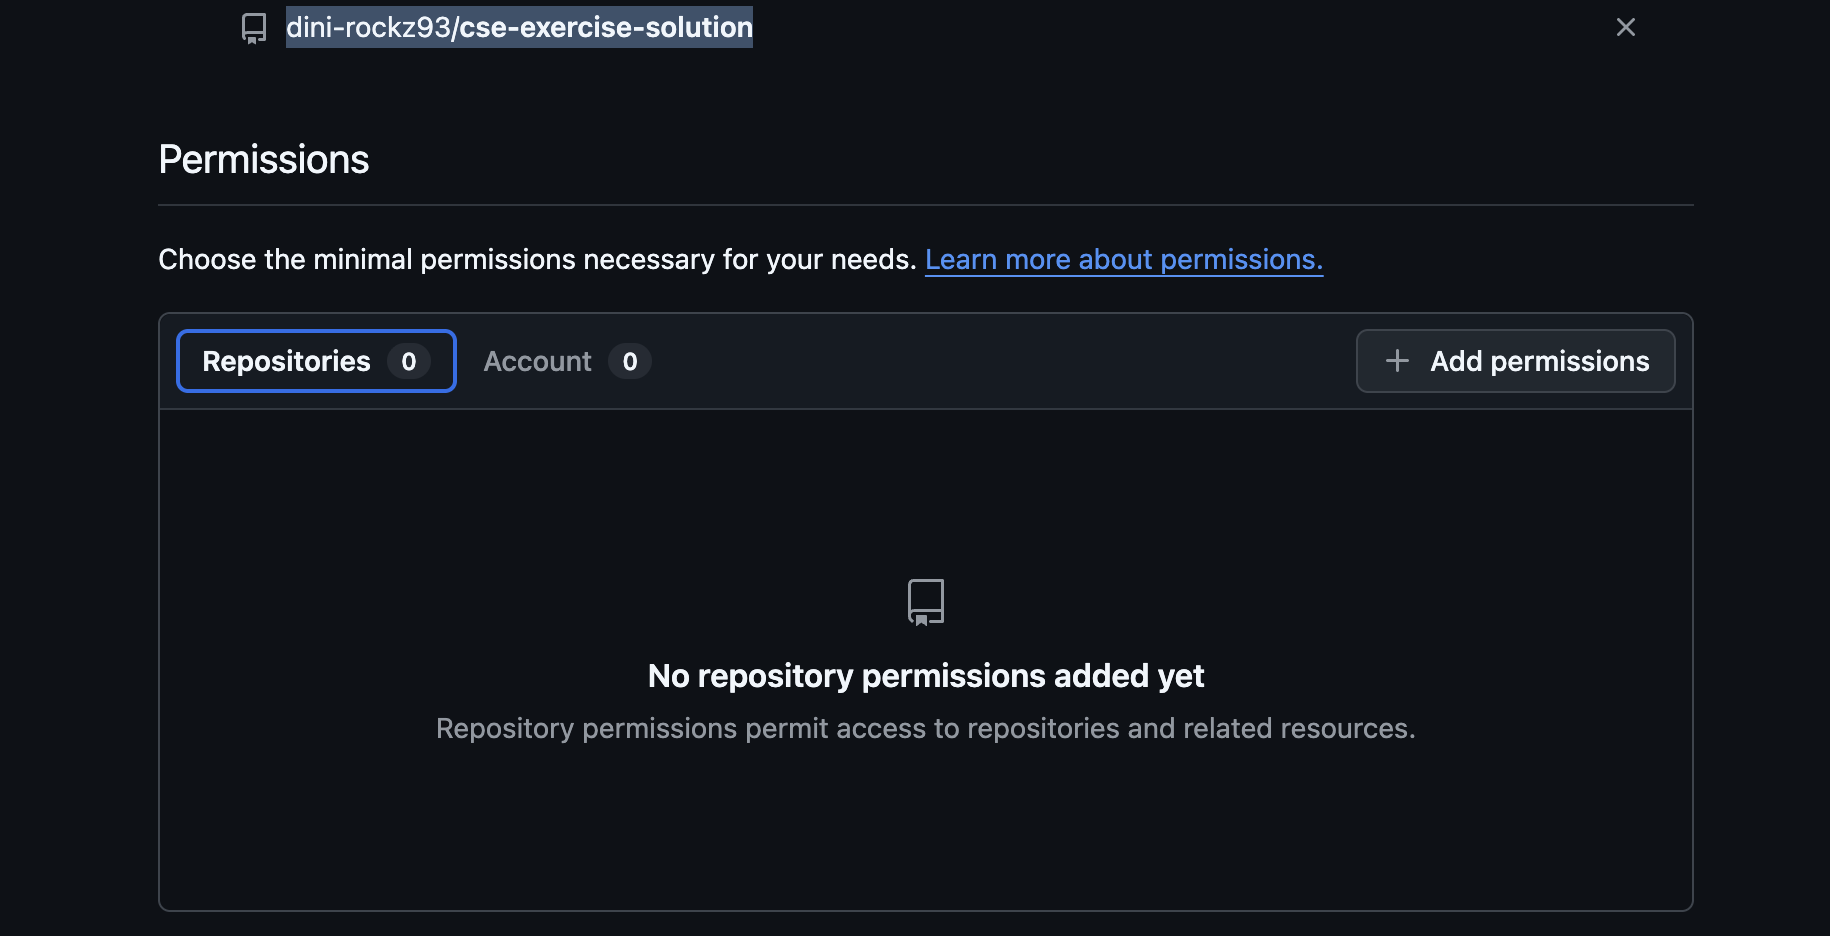 dini-rockz93/cse-exercise-solution
Permissions
Choose the minimal permissions necessary for your needs. Learn more about permissions.
Repositories 0 Account 0 Add permissions
No repository permissions added yet
Repository permissions permit access to repositories and related resources.